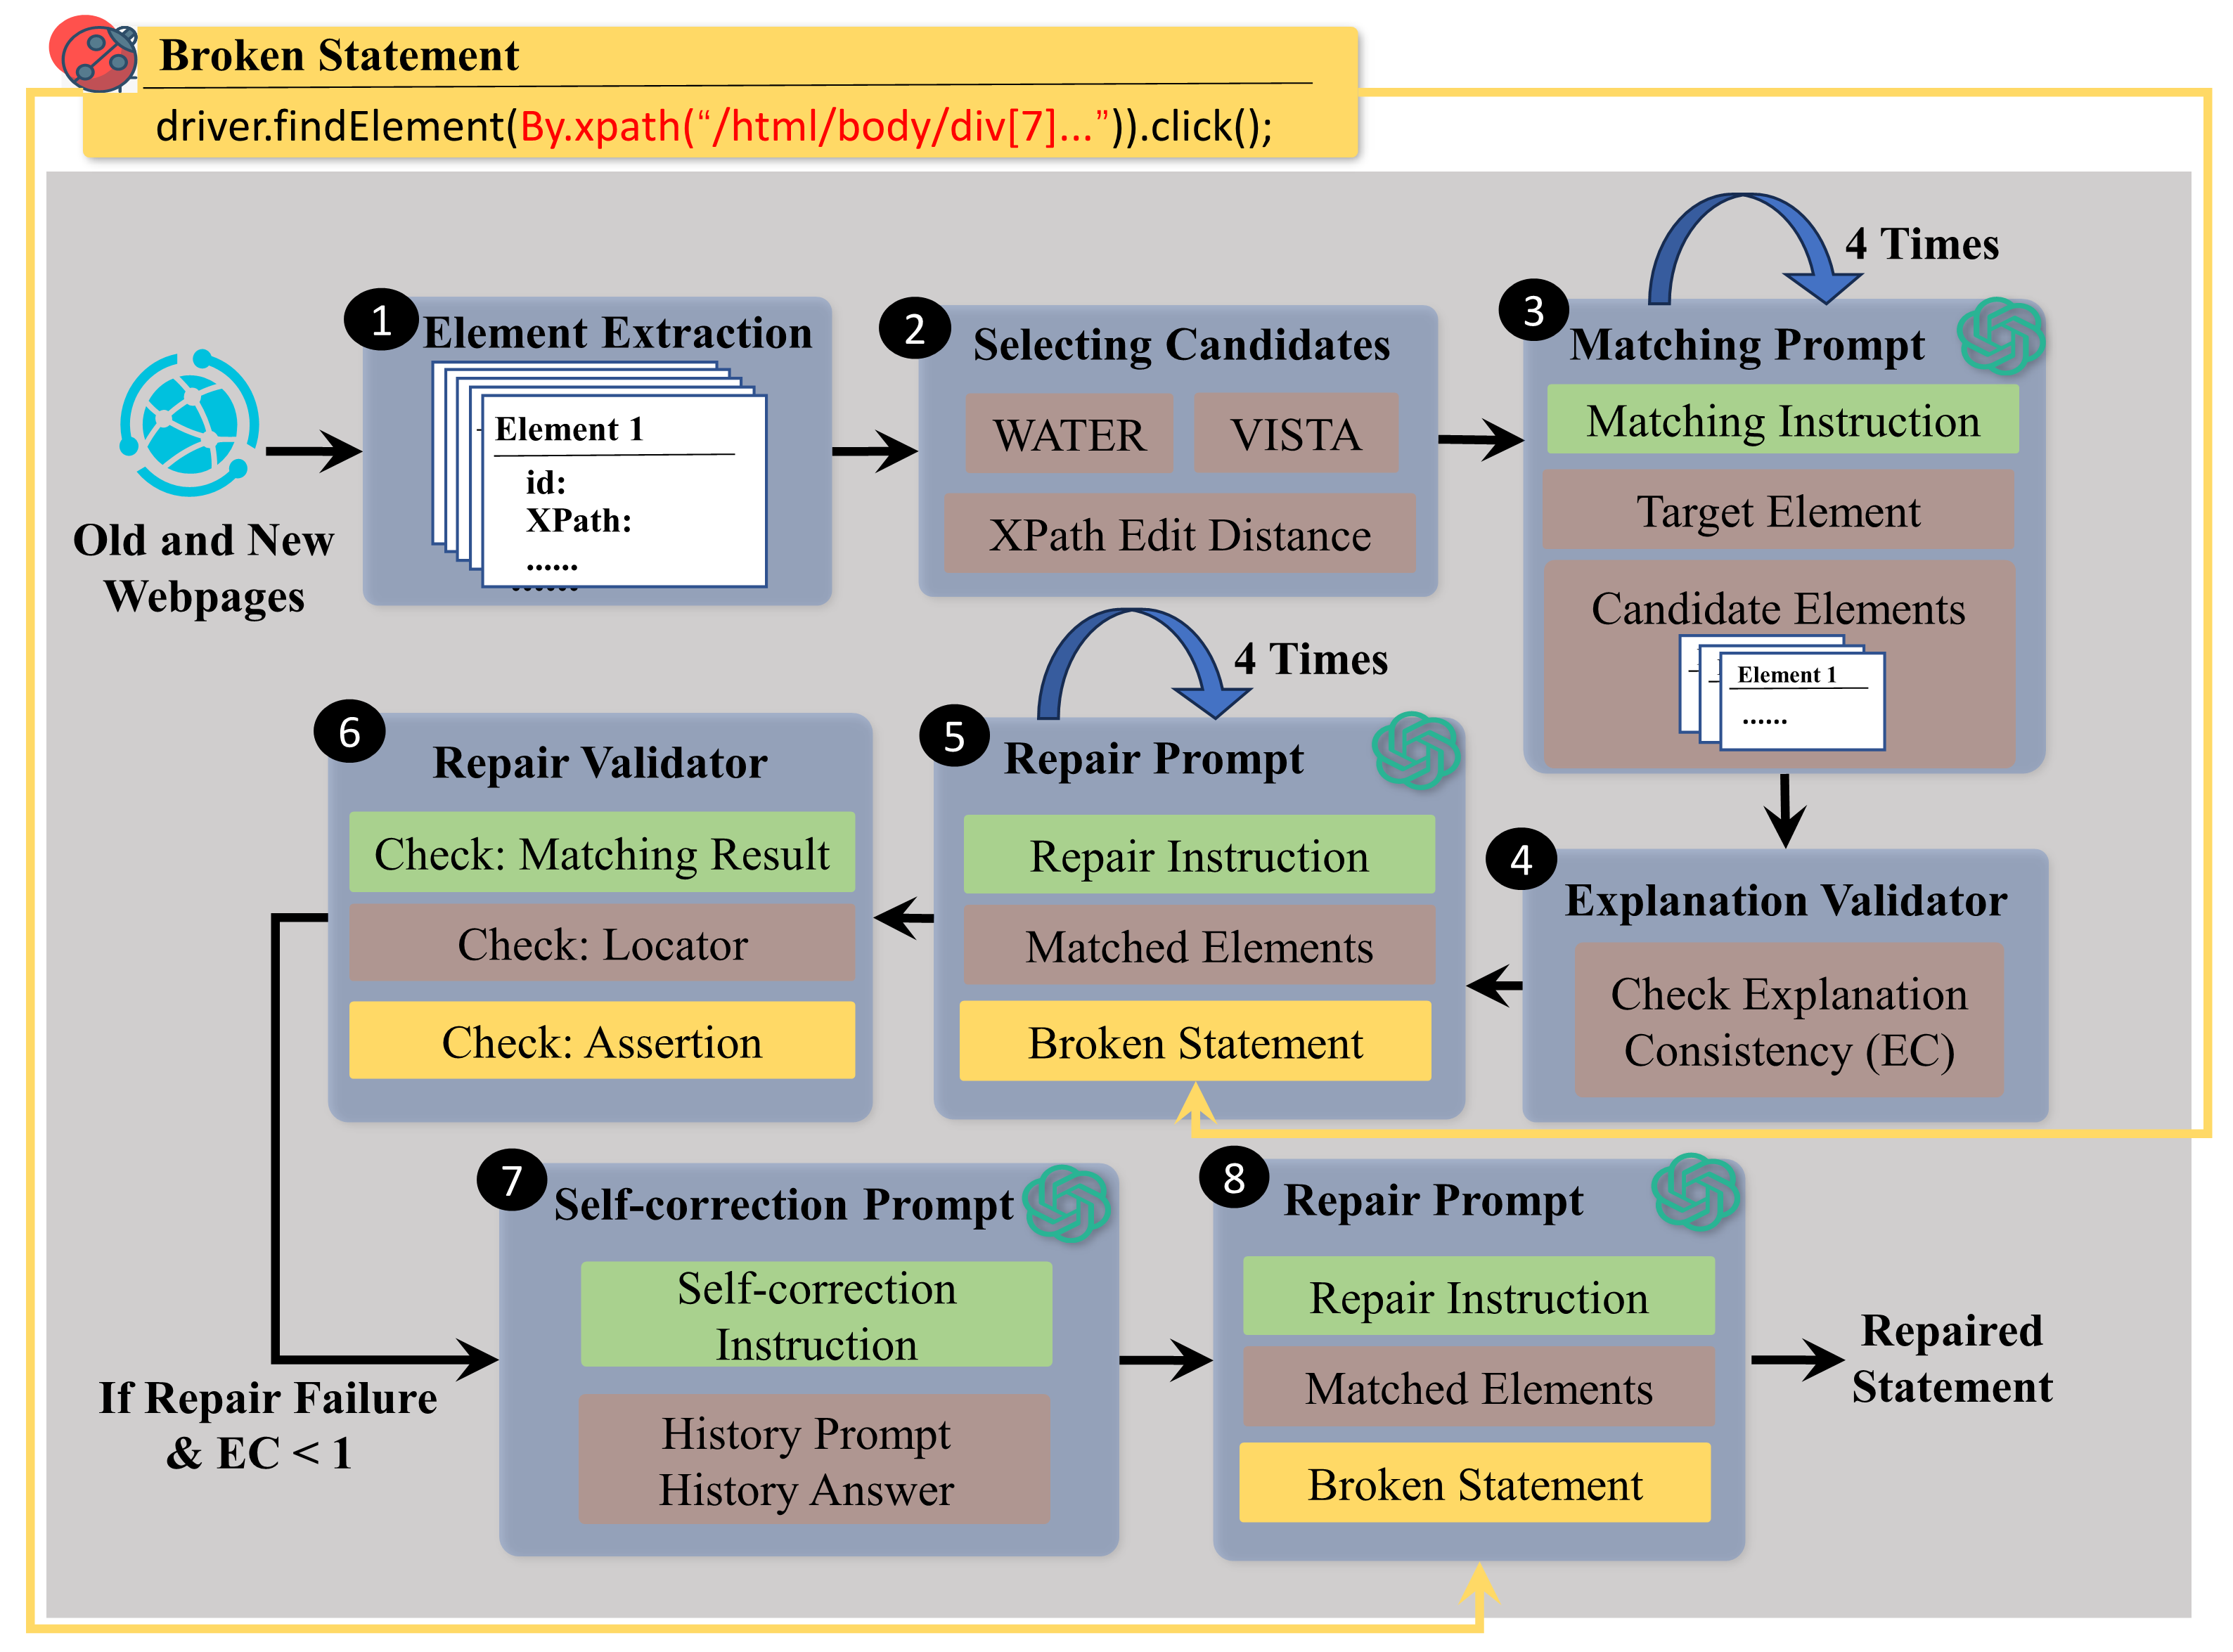 Broken Statement
driver.findElement(By.xpath(“/html/body/div[7]...”)).click();
4 Times
1
Element Extraction
Element 1
id:
XPath:
......
......
Old and New
Webpages
2
Selecting Candidates
WATER
VISTA
XPath Edit Distance
3
Matching Prompt
Matching Instruction
Target Element
Candidate Elements
Element 1
......
4 Times
4
Explanation Validator
Check Explanation
Consistency (EC)
5
Repair Prompt
Repair Instruction
Matched Elements
Broken Statement
6
Repair Validator
Check: Matching Result
Check: Locator
Check: Assertion
If Repair Failure
& EC < 1
7
Self-correction Prompt
Self-correction
Instruction
History Prompt
History Answer
8
Repair Prompt
Repair Instruction
Matched Elements
Broken Statement
Repaired
Statement